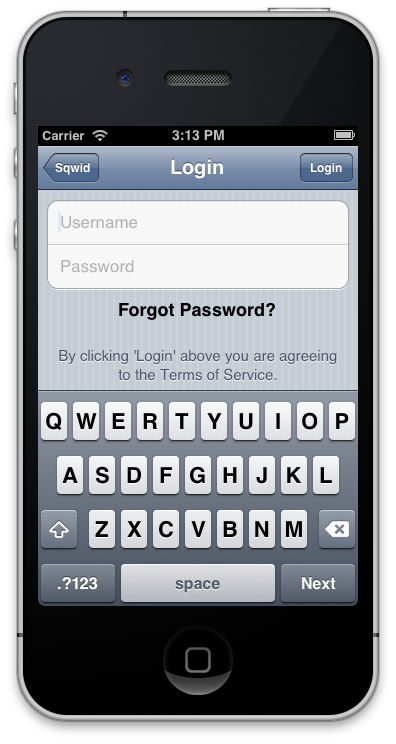 Carrier 3:13 PM
Sqwid Login Login
Username
Password
Forgot Password?
By clicking 'Login' above you are agreeing
to the Terms of Service.
Q W E R T Y U I O P
A S D F G H J K L
Z X C V B N M
.?123 space Next